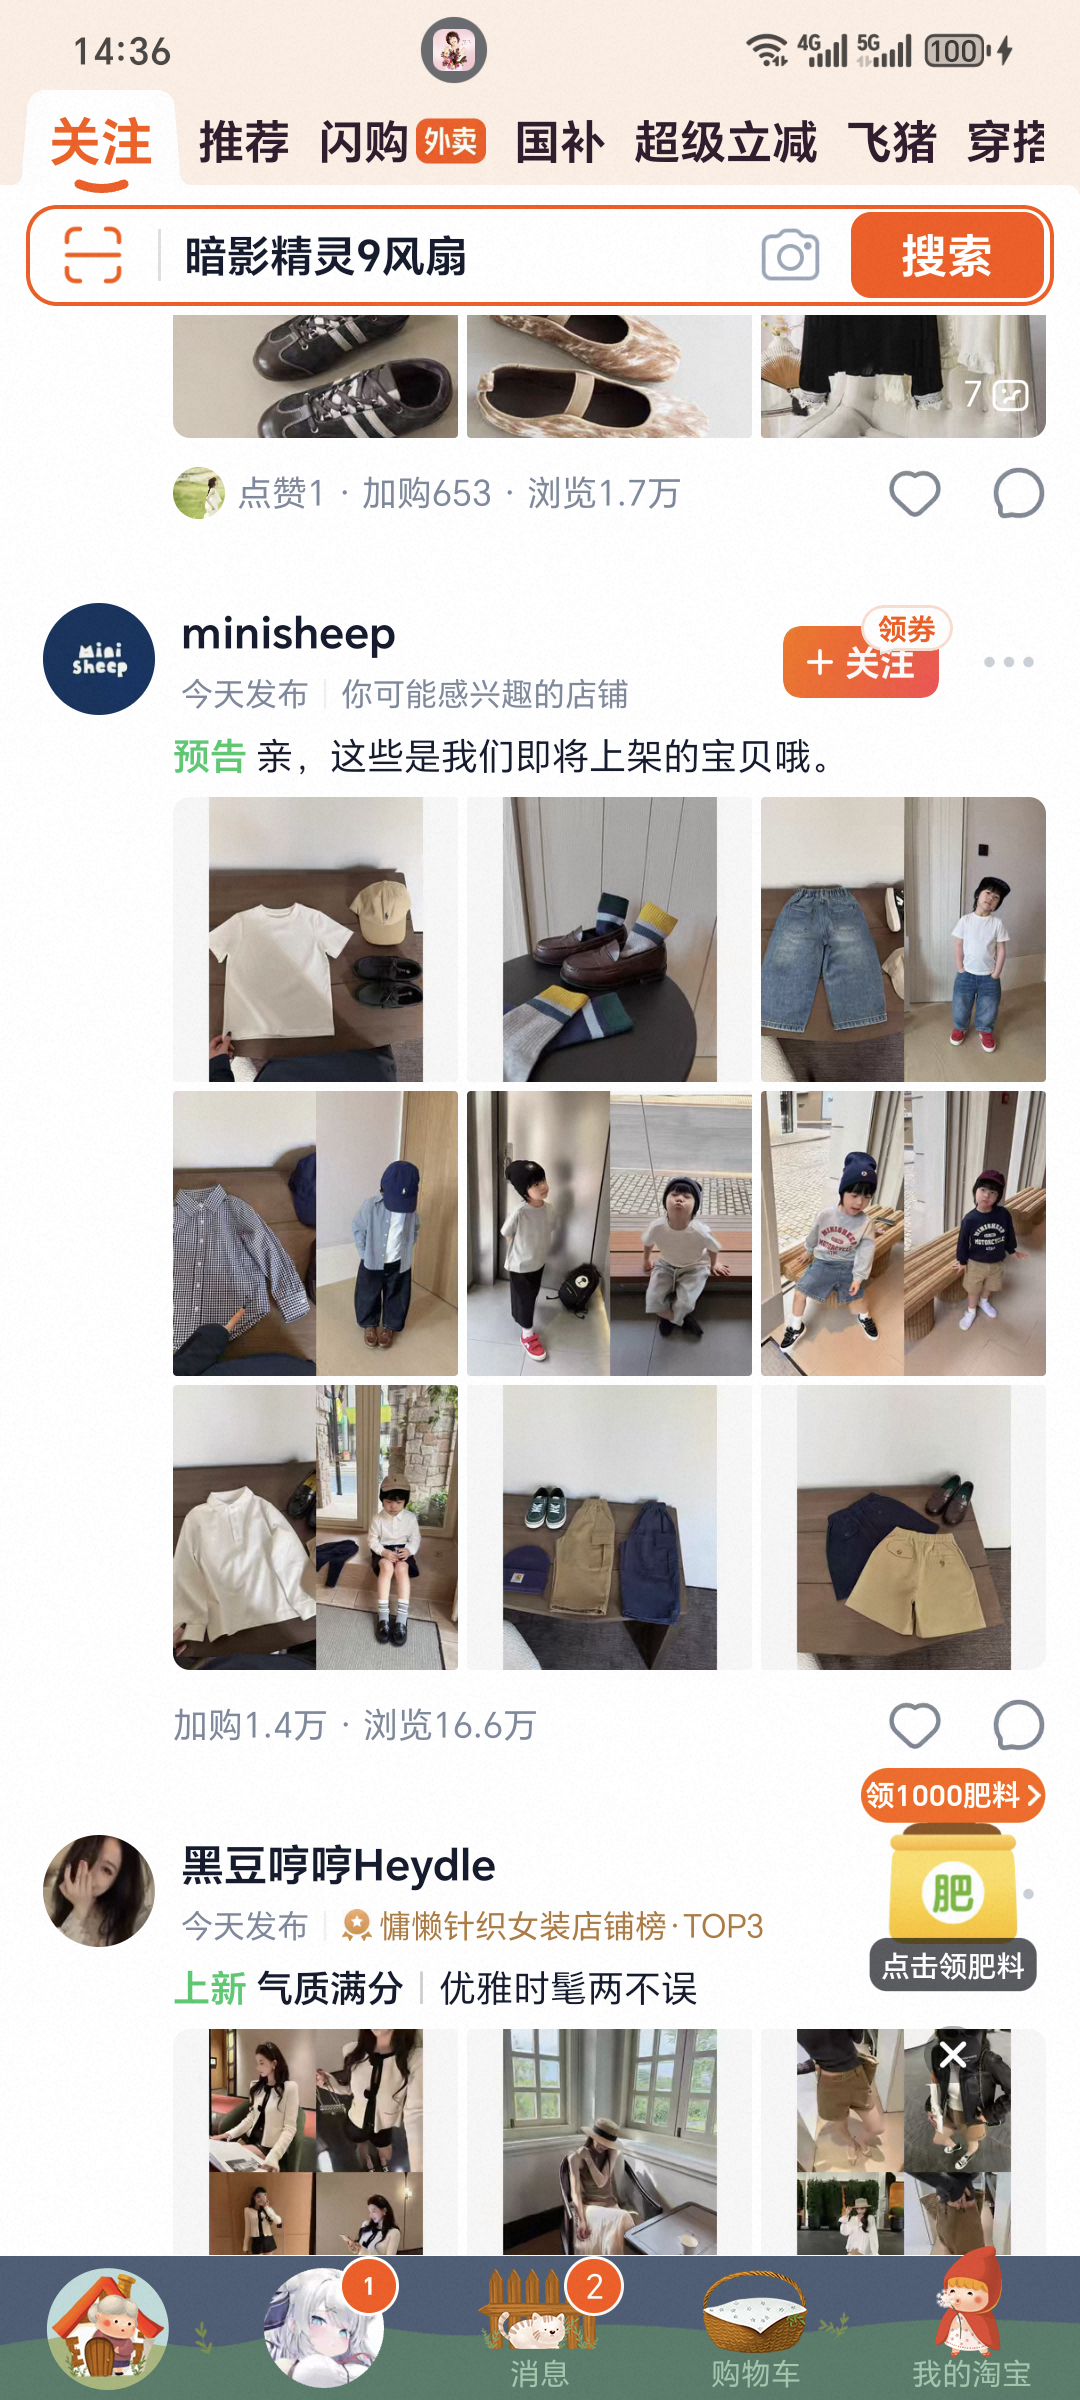 14:36
4G
5G
100
关注
推荐
闪购
外卖
国补
超级立减
飞猪
穿搭
暗影精灵9风扇
搜索
7
点赞1 · 加购653 · 浏览1.7万
Mini Sheep
minisheep
领券
+ 关注
今天发布 | 你可能感兴趣的店铺
预告 亲，这些是我们即将上架的宝贝哦。
MINISHEEP
MOTORCYCLE
MINISHEEP
MOTORCYCLE
加购1.4万 · 浏览16.6万
领1000肥料
肥
点击领肥料
黑豆哼哼Heydle
今天发布 | 慵懒针织女装店铺榜·TOP3
上新 气质满分 | 优雅时髦两不误
1
2
消息
购物车
我的淘宝